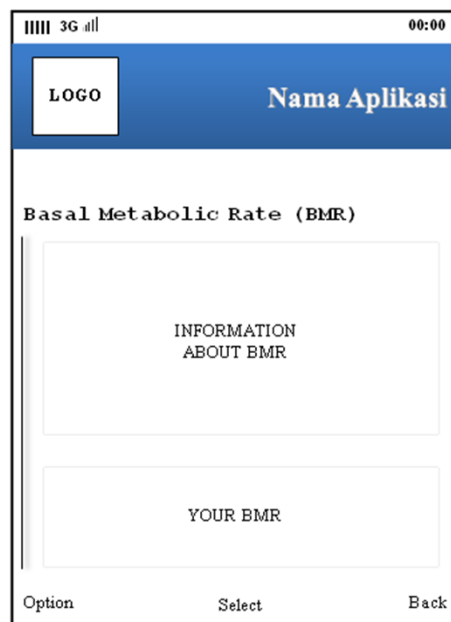 3G 00:00
LOGO
Nama Aplikasi
Basal Metabolic Rate (BMR)
INFORMATION
ABOUT BMR
YOUR BMR
Option Select Back